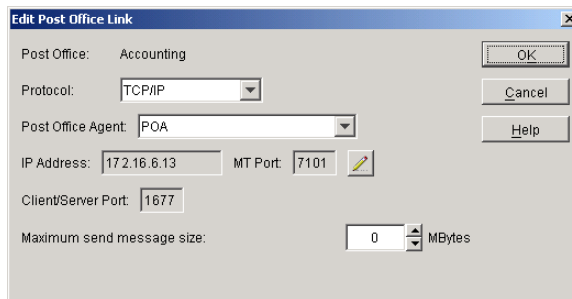 Edit Post Office Link
Post Office: Accounting
OK
Protocol: TCP/IP
Cancel
Post Office Agent: POA
Help
IP Address: 172.16.6.13 MT Port: 7101
Client/Server Port: 1677
Maximum send message size: 0 MBytes